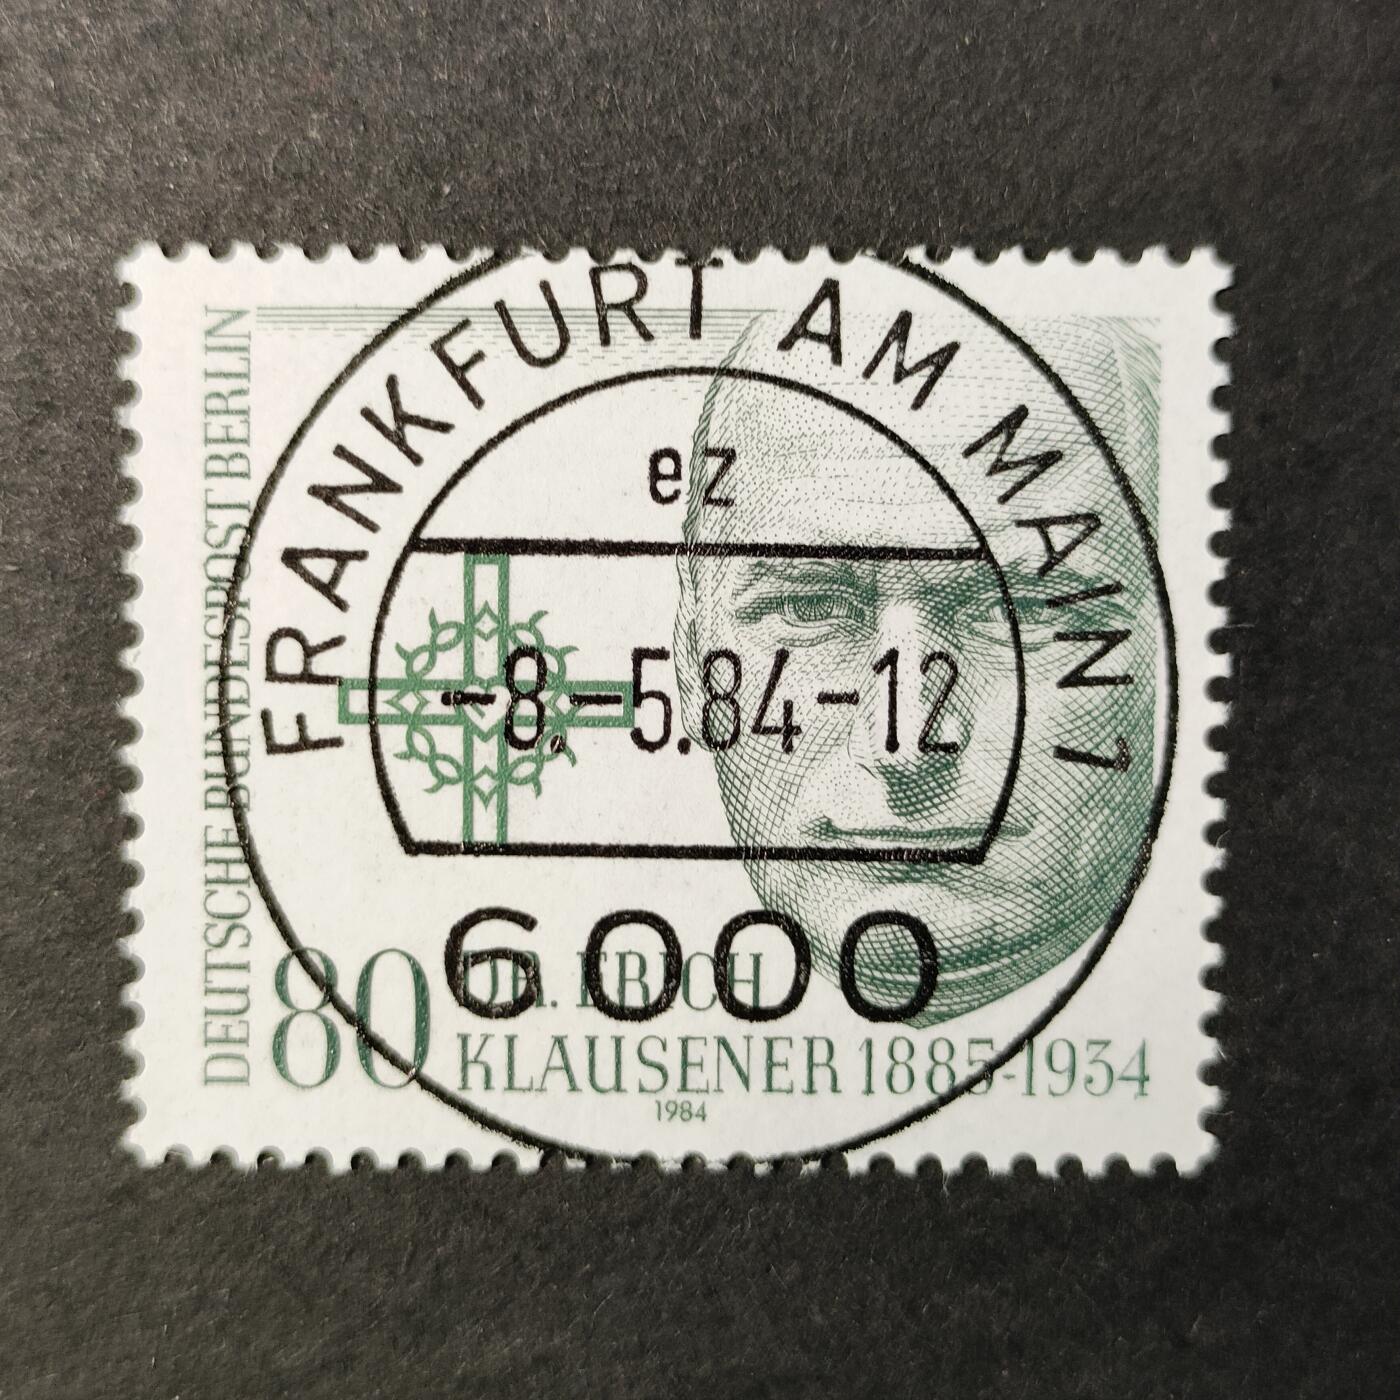 DEUTSCHE BUNDESPOST BERLIN
FRANKFURT AM MAIN 1
ez
-8.-5.84-12
6000
80
DR. ERICH
KLAUSENER 1885-1934
1984